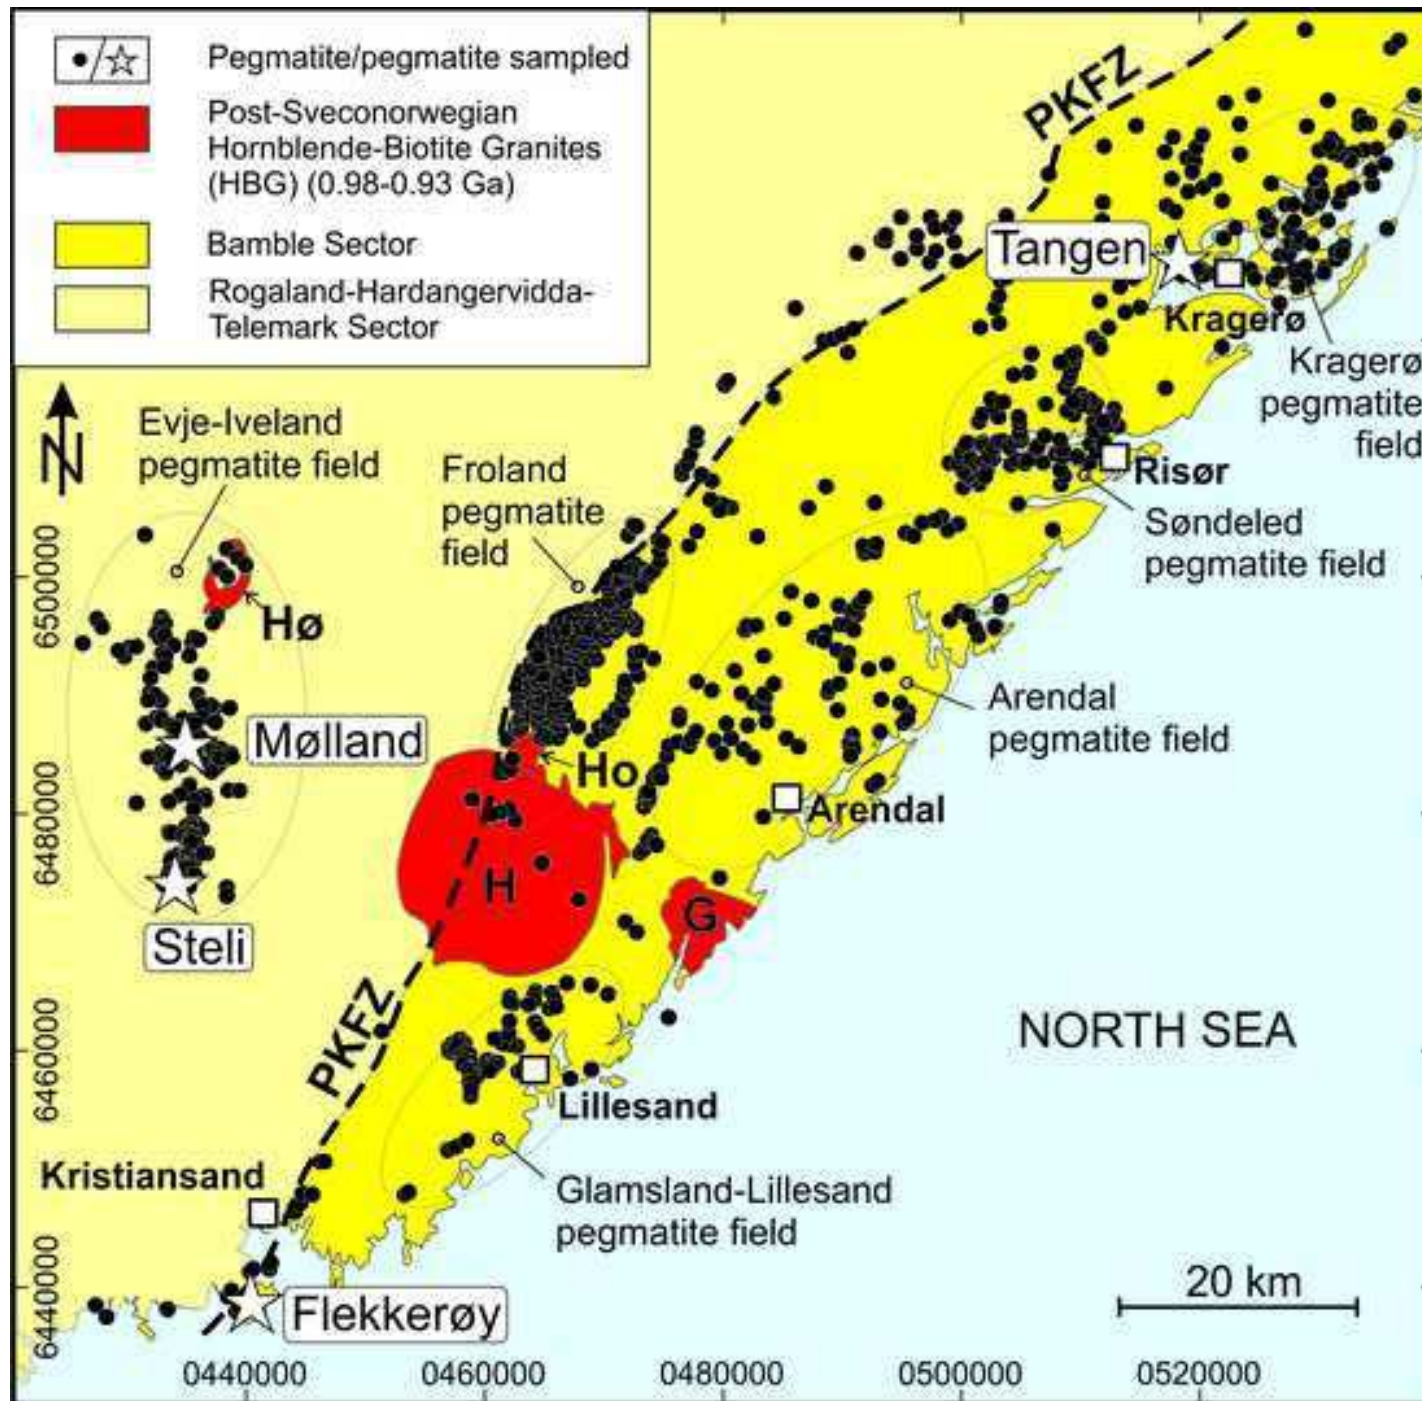 Pegmatite/pegmatite sampled
Post-Sveconorwegian
Hornblende-Biotite Granites
(HBG) (0.98-0.93 Ga)
Bamble Sector
Rogaland-Hardangervidda-
Telemark Sector
PKFZ
Tangen
Kragerø
Kragerø
pegmatite
field
N
Evje-Iveland
pegmatite field
Froland
pegmatite
field
Risør
Søndeled
pegmatite field
Hø
Mølland
Arendal
pegmatite field
Ho
Arendal
H
G
Steli
PKFZ
NORTH SEA
Lillesand
Kristiansand
Glamsland-Lillesand
pegmatite field
Flekkerøy
20 km
6500000
6480000
6460000
6440000
0440000
0460000
0480000
0500000
0520000